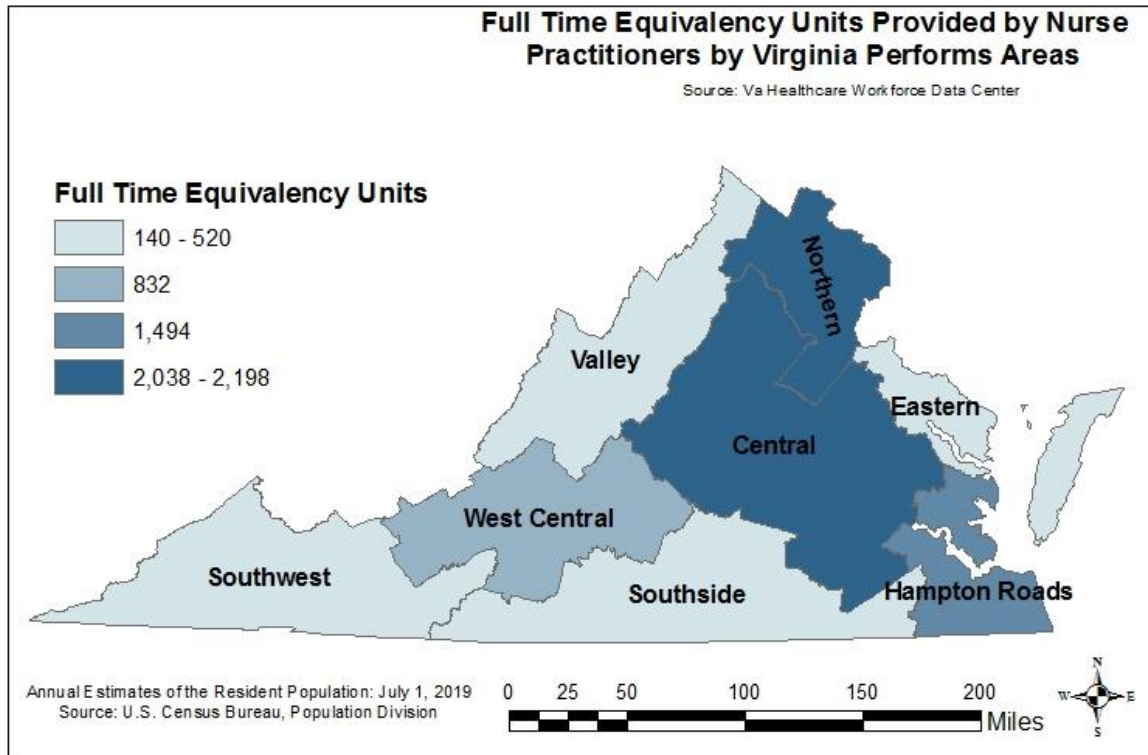 Full Time Equivalency Units Provided by Nurse
Practitioners by Virginia Performs Areas
Source: Va Healthcare Workforce Data Center
Full Time Equivalency Units
140 - 520
832
1,494
2,038 - 2,198
Northern
Valley
Eastern
Central
West Central
Southwest
Southside
Hampton Roads
Annual Estimates of the Resident Population: July 1, 2019
Source: U.S. Census Bureau, Population Division
0 25 50 100 150 200
Miles
N
W E
S